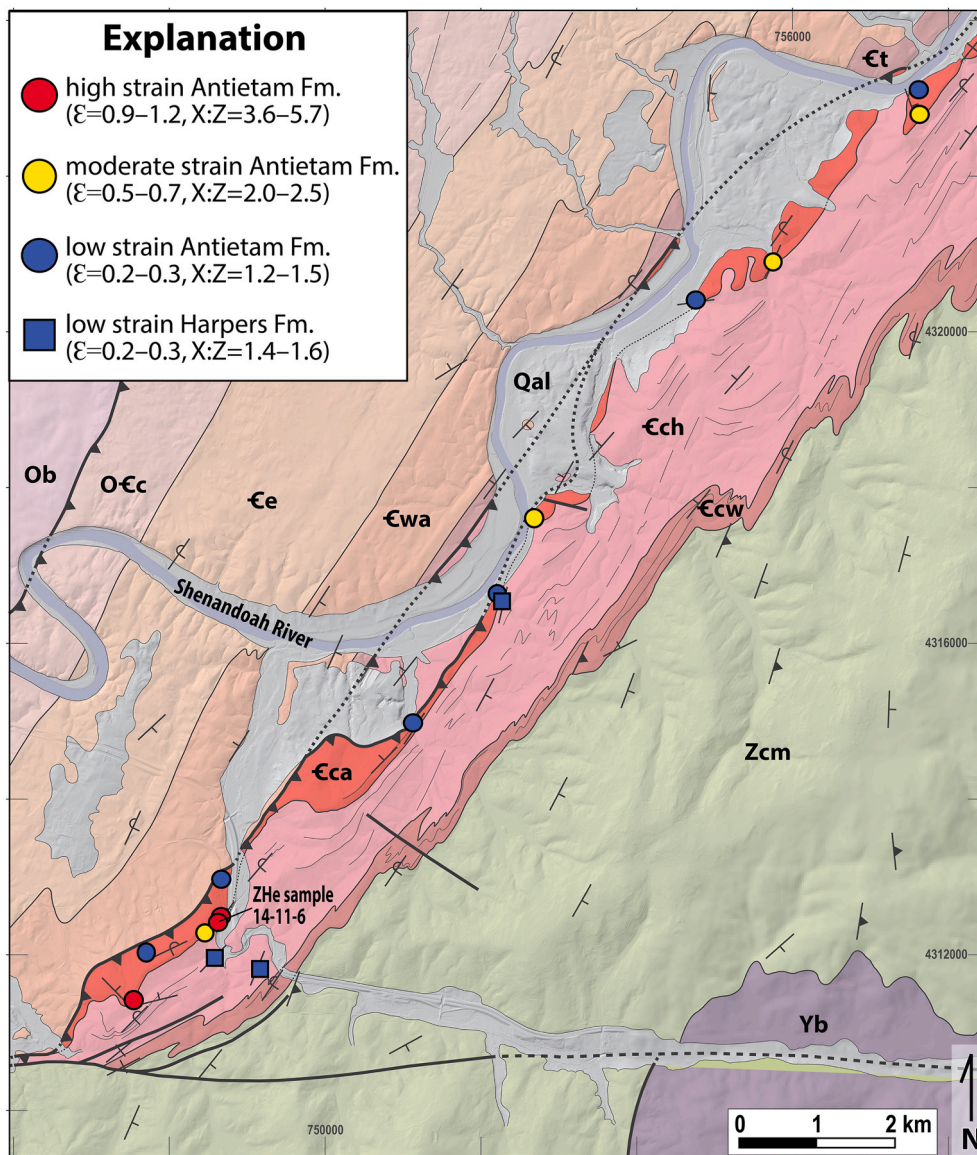 Explanation
high strain Antietam Fm.
(Ɛ=0.9–1.2, X:Z=3.6–5.7)
moderate strain Antietam Fm.
(Ɛ=0.5–0.7, X:Z=2.0–2.5)
low strain Antietam Fm.
(Ɛ=0.2–0.3, X:Z=1.2–1.5)
low strain Harpers Fm.
(Ɛ=0.2–0.3, X:Z=1.4–1.6)
756000
Ꞓt
4320000
Qal
Ꞓch
Ob
OꞒc
Ꞓe
Ꞓwa
Ꞓcw
Shenandoah River
4316000
Zcm
Ꞓca
ZHe sample
14-11-6
4312000
Yb
750000
0 1 2 km
N